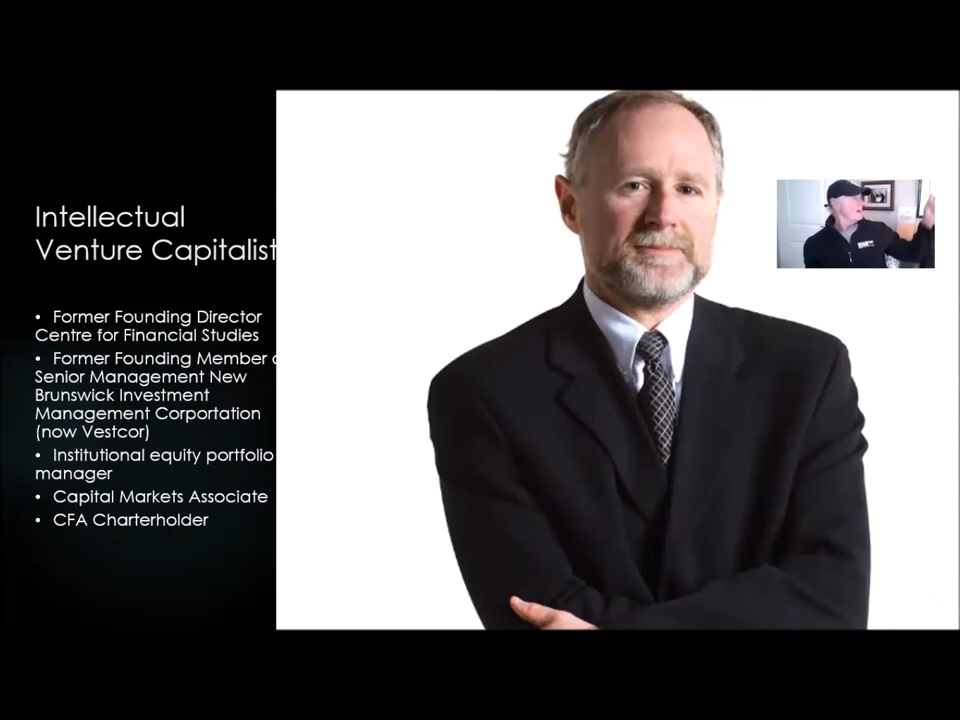 Intellectual
Venture Capitalist
• Former Founding Director
Centre for Financial Studies
• Former Founding Member
Senior Management New
Brunswick Investment
Management Corportation
(now Vestcor)
• Institutional equity portfolio
manager
• Capital Markets Associate
• CFA Charterholder